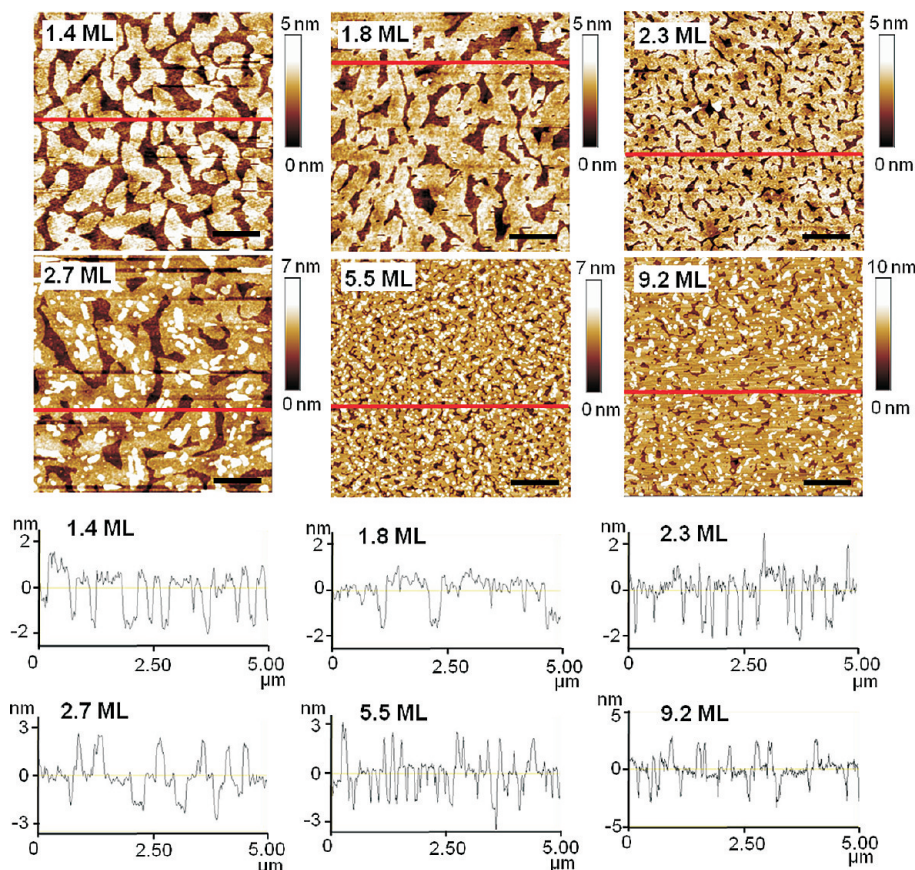 1.4 ML
5 nm
0 nm
1.8 ML
5 nm
0 nm
2.3 ML
5 nm
0 nm
2.7 ML
7 nm
0 nm
5.5 ML
7 nm
0 nm
9.2 ML
10 nm
0 nm
nm 1.4 ML
2
0
-2
0 2.50 5.00
µm
nm 1.8 ML
2
0
-2
0 2.50 5.00
µm
nm 2.3 ML
2
0
-2
0 2.50 5.00
µm
nm 2.7 ML
3
0
-3
0 2.50 5.00
µm
nm 5.5 ML
3
0
-3
0 2.50 5.00
µm
nm 9.2 ML
5
0
-5
0 2.50 5.00
µm